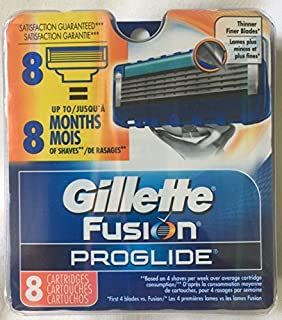 SATISFACTION GUARANTEED***
SATISFACTION GARANTIE***
8
UP TO/JUSQU'À
8 MONTHS
MOIS
OF SHAVES**/DE RASAGES**
Thinner
Finer Blades*
Lames plus
minces et
plus fines*
Gillette
FUSION
PROGLIDE
8 CARTRIDGES
CARTOUCHES
CARTUCHOS
**Based on 4 shaves per week over average cartridge
consumption/ D'après la consommation moyenne
de cartouches, pour 4 rasages par semaine
*First 4 blades vs. Fusion/ Les 4 premières lames vs les lames Fusion